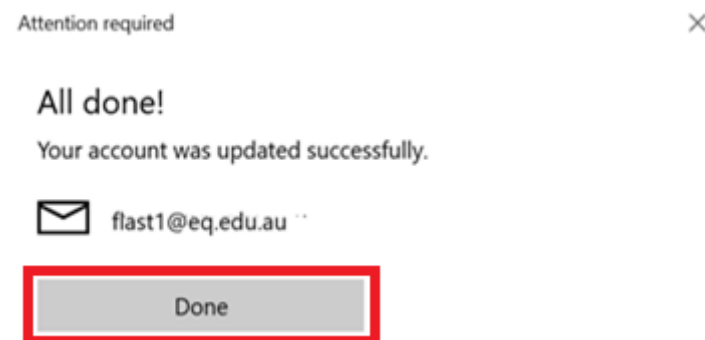 Attention required
All done!
Your account was updated successfully.
flast1@eq.edu.au
Done